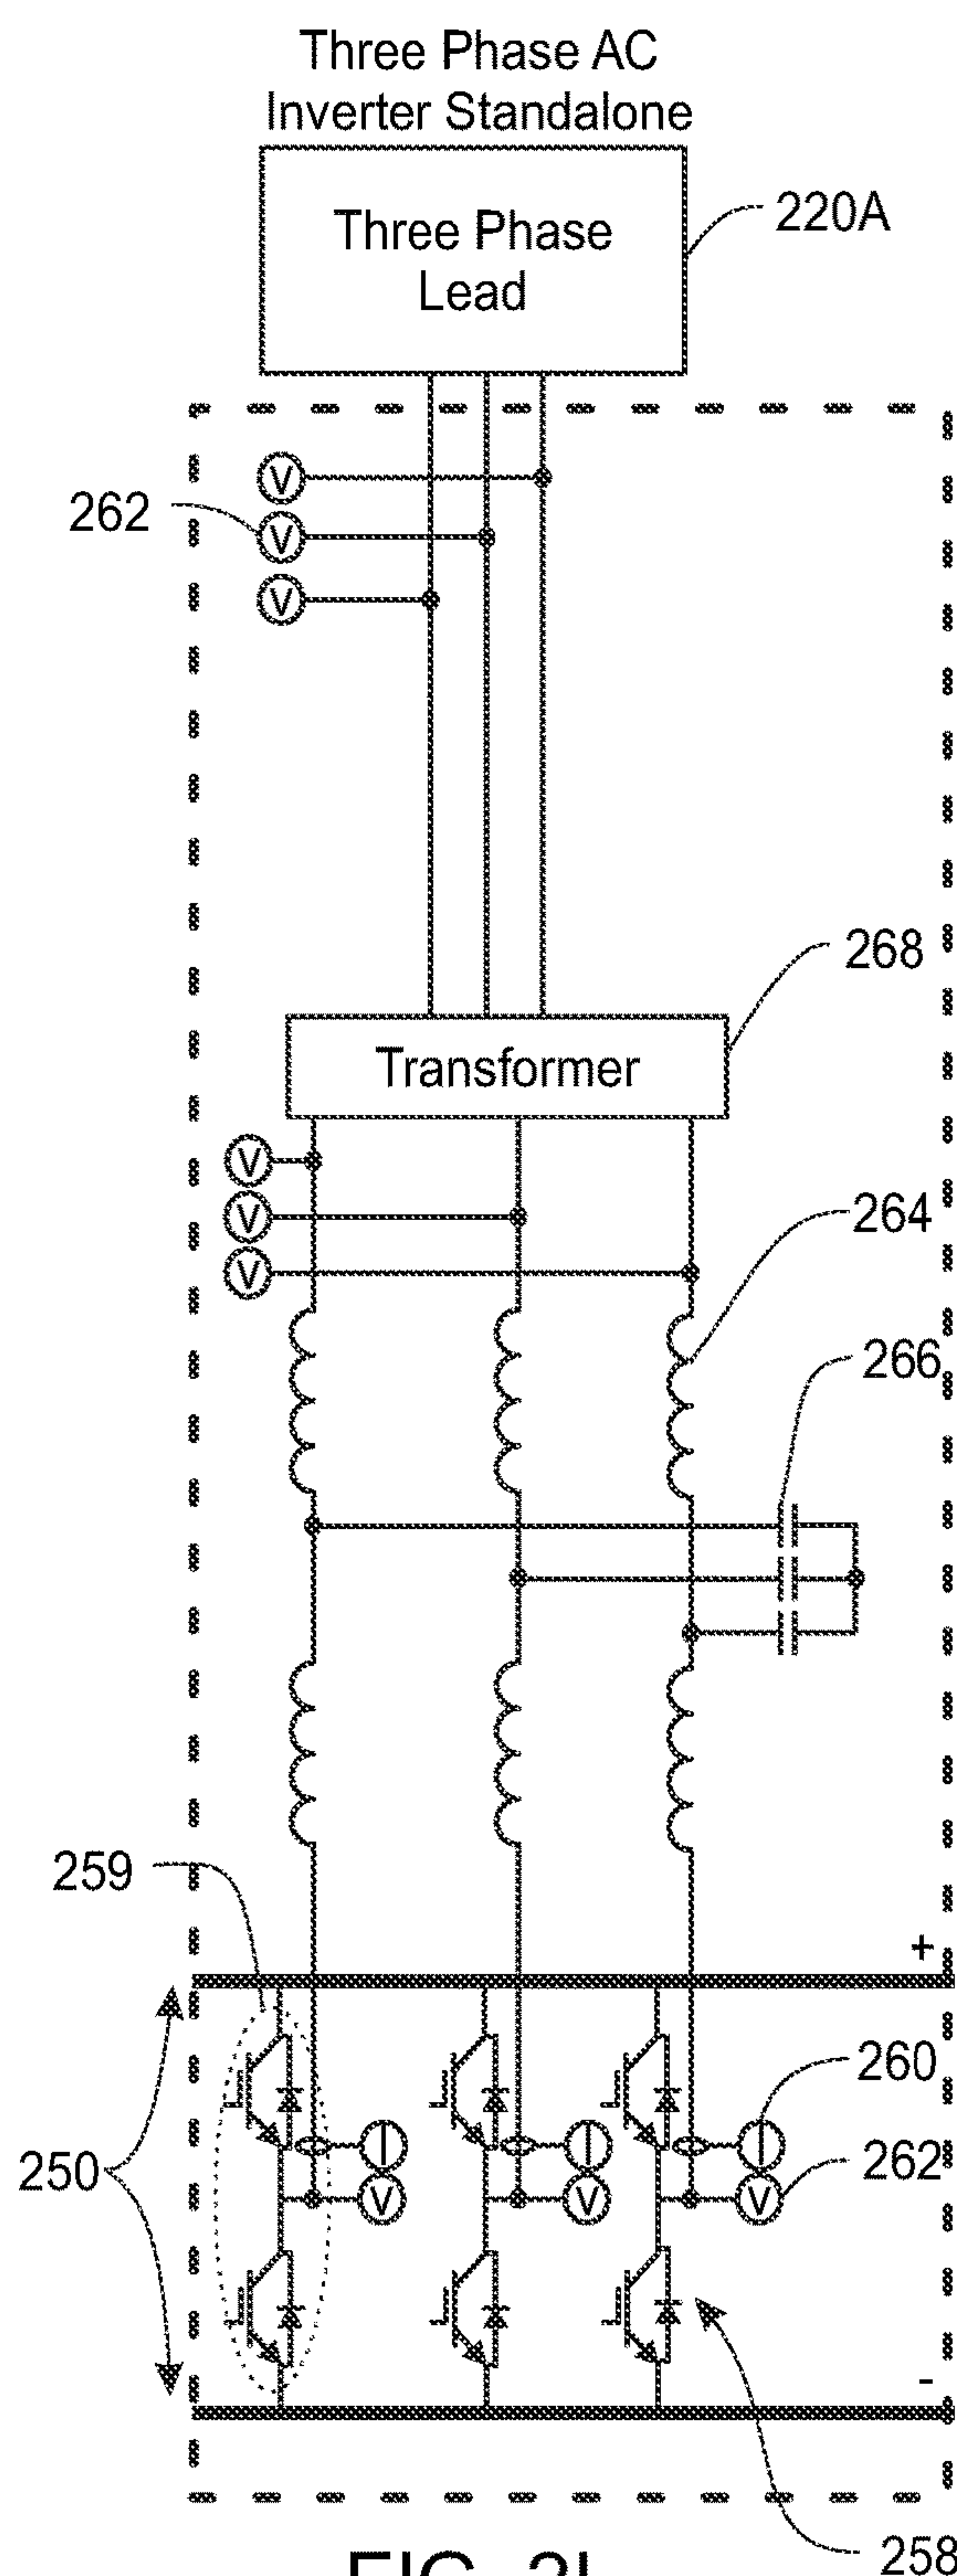 Three Phase AC
Inverter Standalone
Three Phase
Lead
220A
V
262
V
V
268
Transformer
V
V
V
264
266
259
+
250
I
I
I
260
V
V
V
262
-
258